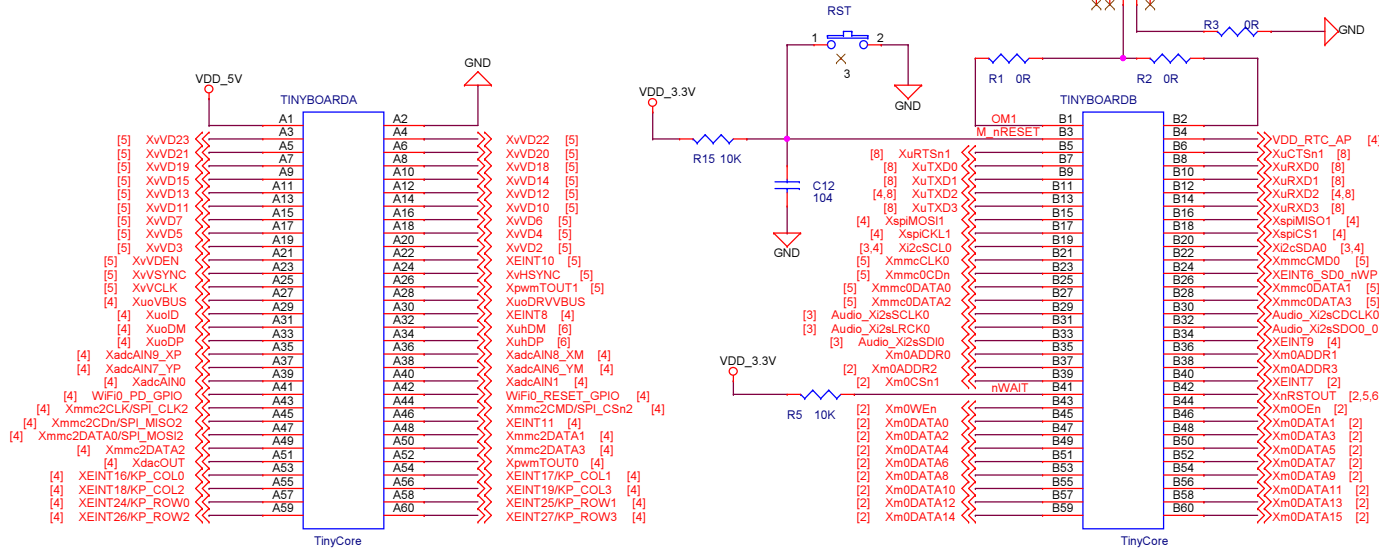 RST
1 2
3
R3 0R
GND
R1 0R
R2 0R
GND
VDD_5V
GND
VDD_3.3V
R15 10K
C12
104
GND
VDD_3.3V
R5 10K
TINYBOARDA
A1 A2
[5] XvVD23 A3 A4 XvVD22 [5]
[5] XvVD21 A5 A6 XvVD20 [5]
[5] XvVD19 A7 A8 XvVD18 [5]
[5] XvVD15 A9 A10 XvVD14 [5]
[5] XvVD13 A11 A12 XvVD12 [5]
[5] XvVD11 A13 A14 XvVD10 [5]
[5] XvVD7 A15 A16 XvVD6 [5]
[5] XvVD5 A17 A18 XvVD4 [5]
[5] XvVD3 A19 A20 XvVD2 [5]
[5] XvVDEN A21 A22 XEINT10 [5]
[5] XvVSYNC A23 A24 XvHSYNC [5]
[5] XvVCLK A25 A26 XpwmTOUT1 [5]
[4] XuoVBUS A27 A28 XuoDRVVBUS
[4] XuoID A29 A30 XEINT8 [4]
[4] XuoDM A31 A32 XuhDM [6]
[4] XuoDP A33 A34 XuhDP [6]
[4] XadcAIN9_XP A35 A36 XadcAIN8_XM [4]
[4] XadcAIN7_YP A37 A38 XadcAIN6_YM [4]
[4] XadcAIN0 A39 A40 XadcAIN1 [4]
[4] WiFi0_PD_GPIO A41 A42 WiFi0_RESET_GPIO [4]
[4] Xmmc2CLK/SPI_CLK2 A43 A44 Xmmc2CMD/SPI_CSn2 [4]
[4] Xmmc2CDn/SPI_MISO2 A45 A46 XEINT11 [4]
[4] Xmmc2DATA0/SPI_MOSI2 A47 A48 Xmmc2DATA1 [4]
[4] Xmmc2DATA2 A49 A50 Xmmc2DATA3 [4]
[4] XdacOUT A51 A52 XpwmTOUT0 [4]
[4] XEINT16/KP_COL0 A53 A54 XEINT17/KP_COL1 [4]
[4] XEINT18/KP_COL2 A55 A56 XEINT19/KP_COL3 [4]
[4] XEINT24/KP_ROW0 A57 A58 XEINT25/KP_ROW1 [4]
[4] XEINT26/KP_ROW2 A59 A60 XEINT27/KP_ROW3 [4]
TinyCore
TINYBOARDB
OM1 B1 B2
M_nRESET B3 B4 VDD_RTC_AP [4]
[8] XuRTSn1 B5 B6 XuCTSn1 [8]
[8] XuTXD0 B7 B8 XuRXD0 [8]
[8] XuTXD1 B9 B10 XuRXD1 [8]
[4,8] XuTXD2 B11 B12 XuRXD2 [4,8]
[8] XuTXD3 B13 B14 XuRXD3 [8]
[4] XspiMOSI1 B15 B16 XspiMISO1 [4]
[4] XspiCKL1 B17 B18 XspiCS1 [4]
[3,4] Xi2cSCL0 B19 B20 Xi2cSDA0 [3,4]
[5] XmmcCLK0 B21 B22 XmmcCMD0 [5]
[5] Xmmc0CDn B23 B24 XEINT6_SD0_nWP
[5] Xmmc0DATA0 B25 B26 Xmmc0DATA1 [5]
[5] Xmmc0DATA2 B27 B28 Xmmc0DATA3 [5]
[3] Audio_Xi2sSCLK0 B29 B30 Audio_Xi2sCDCLK0
[3] Audio_Xi2sLRCK0 B31 B32 Audio_Xi2sSDO0_0
[3] Audio_Xi2sSDI0 B33 B34 XEINT9 [4]
Xm0ADDR0 B35 B36 Xm0ADDR1
[2] Xm0ADDR2 B37 B38 Xm0ADDR3
[2] Xm0CSn1 B39 B40 XEINT7 [2]
nWAIT B41 B42 XnRSTOUT [2,5,6
[2] Xm0WEn B43 B44 Xm0OEn [2]
[2] Xm0DATA0 B45 B46 Xm0DATA1 [2]
[2] Xm0DATA2 B47 B48 Xm0DATA3 [2]
[2] Xm0DATA4 B49 B50 Xm0DATA5 [2]
[2] Xm0DATA6 B51 B52 Xm0DATA7 [2]
[2] Xm0DATA8 B53 B54 Xm0DATA9 [2]
[2] Xm0DATA10 B55 B56 Xm0DATA11 [2]
[2] Xm0DATA12 B57 B58 Xm0DATA13 [2]
[2] Xm0DATA14 B59 B60 Xm0DATA15 [2]
TinyCore